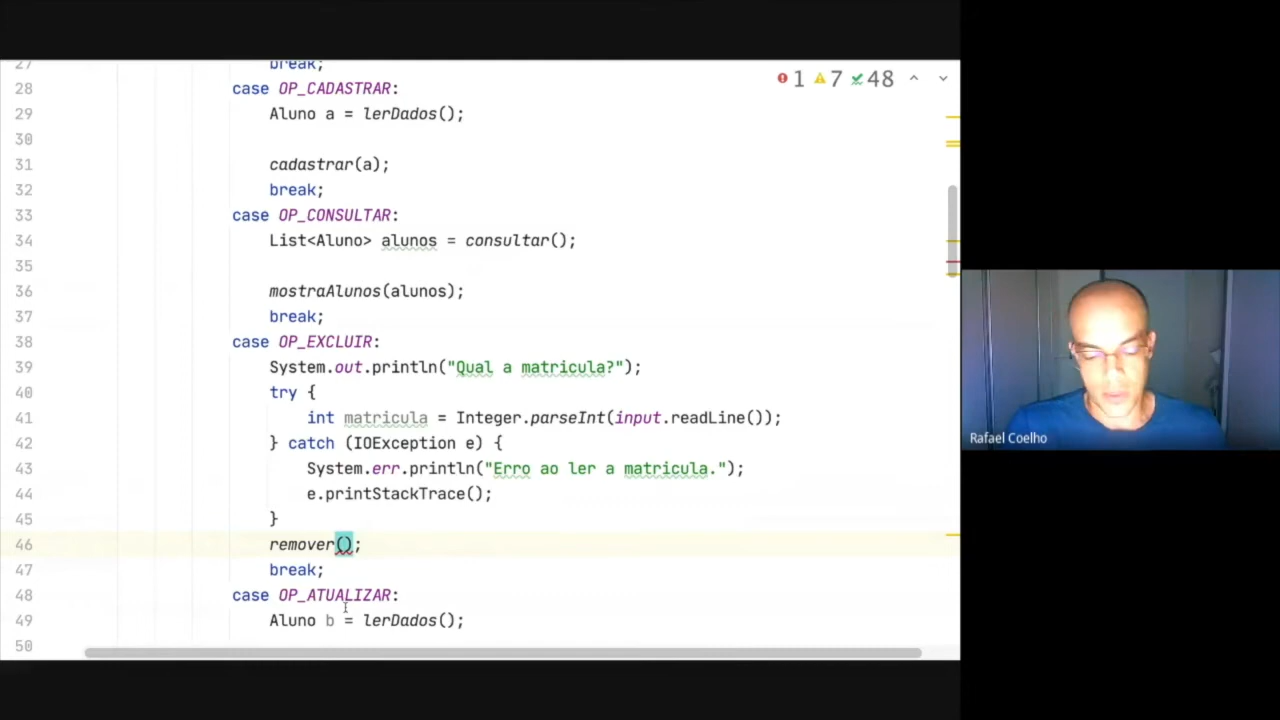 27 break;
28 case OP_CADASTRAR:
29 Aluno a = lerDados();
30
31 cadastrar(a);
32 break;
33 case OP_CONSULTAR:
34 List<Aluno> alunos = consultar();
35
36 mostraAlunos(alunos);
37 break;
38 case OP_EXCLUIR:
39 System.out.println("Qual a matricula?");
40 try {
41 int matricula = Integer.parseInt(input.readLine());
42 } catch (IOException e) {
43 System.err.println("Erro ao ler a matricula.");
44 e.printStackTrace();
45 }
46 remover();
47 break;
48 case OP_ATUALIZAR:
49 Aluno b = lerDados();
50
1 7 48
Rafael Coelho